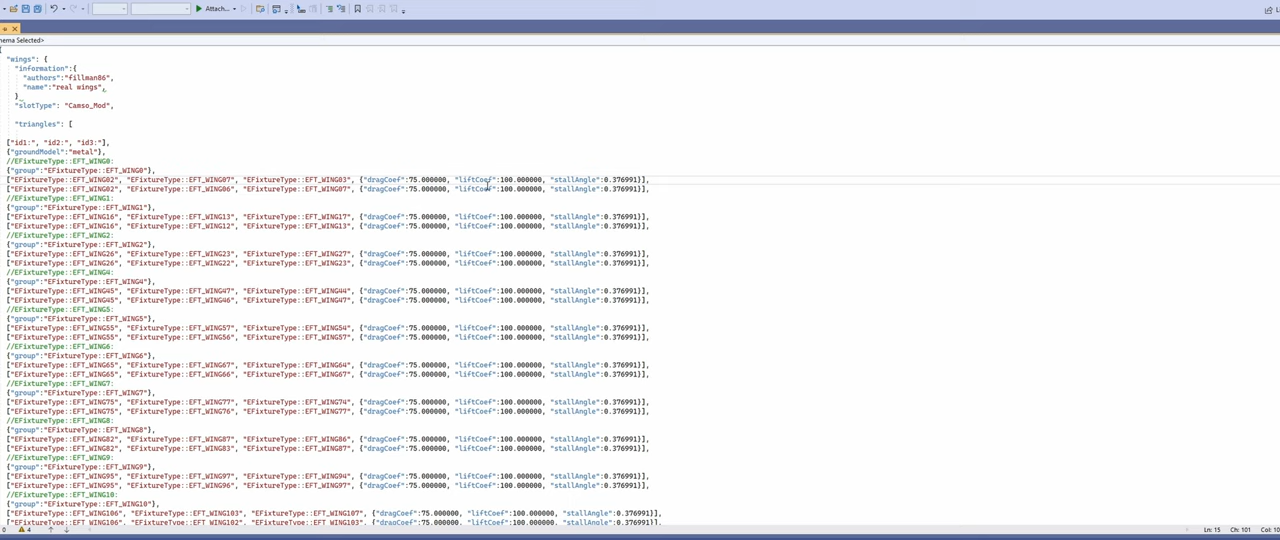 Attach...
hema Selected>
{
"wings": {
"information":{
"authors":"fillman86",
"name":"real wings",
}
"slotType": "Camso_Mod",
"triangles": [
["id1:", "id2:", "id3:"],
{"groundModel":"metal"},
//EFixtureType::EFT_WING0:
{"group":"EFixtureType::EFT_WING0"},
["EFixtureType::EFT_WING02", "EFixtureType::EFT_WING07", "EFixtureType::EFT_WING03", {"dragCoef":75.000000, "liftCoef":100.000000, "stallAngle":0.376991}],
["EFixtureType::EFT_WING02", "EFixtureType::EFT_WING06", "EFixtureType::EFT_WING07", {"dragCoef":75.000000, "liftCoef":100.000000, "stallAngle":0.376991}],
//EFixtureType::EFT_WING1:
{"group":"EFixtureType::EFT_WING1"},
["EFixtureType::EFT_WING16", "EFixtureType::EFT_WING13", "EFixtureType::EFT_WING17", {"dragCoef":75.000000, "liftCoef":100.000000, "stallAngle":0.376991}],
["EFixtureType::EFT_WING16", "EFixtureType::EFT_WING12", "EFixtureType::EFT_WING13", {"dragCoef":75.000000, "liftCoef":100.000000, "stallAngle":0.376991}],
//EFixtureType::EFT_WING2:
{"group":"EFixtureType::EFT_WING2"},
["EFixtureType::EFT_WING26", "EFixtureType::EFT_WING23", "EFixtureType::EFT_WING27", {"dragCoef":75.000000, "liftCoef":100.000000, "stallAngle":0.376991}],
["EFixtureType::EFT_WING26", "EFixtureType::EFT_WING22", "EFixtureType::EFT_WING23", {"dragCoef":75.000000, "liftCoef":100.000000, "stallAngle":0.376991}],
//EFixtureType::EFT_WING4:
{"group":"EFixtureType::EFT_WING4"},
["EFixtureType::EFT_WING45", "EFixtureType::EFT_WING47", "EFixtureType::EFT_WING44", {"dragCoef":75.000000, "liftCoef":100.000000, "stallAngle":0.376991}],
["EFixtureType::EFT_WING45", "EFixtureType::EFT_WING46", "EFixtureType::EFT_WING47", {"dragCoef":75.000000, "liftCoef":100.000000, "stallAngle":0.376991}],
//EFixtureType::EFT_WING5:
{"group":"EFixtureType::EFT_WING5"},
["EFixtureType::EFT_WING55", "EFixtureType::EFT_WING57", "EFixtureType::EFT_WING54", {"dragCoef":75.000000, "liftCoef":100.000000, "stallAngle":0.376991}],
["EFixtureType::EFT_WING55", "EFixtureType::EFT_WING56", "EFixtureType::EFT_WING57", {"dragCoef":75.000000, "liftCoef":100.000000, "stallAngle":0.376991}],
//EFixtureType::EFT_WING6:
{"group":"EFixtureType::EFT_WING6"},
["EFixtureType::EFT_WING65", "EFixtureType::EFT_WING67", "EFixtureType::EFT_WING64", {"dragCoef":75.000000, "liftCoef":100.000000, "stallAngle":0.376991}],
["EFixtureType::EFT_WING65", "EFixtureType::EFT_WING66", "EFixtureType::EFT_WING67", {"dragCoef":75.000000, "liftCoef":100.000000, "stallAngle":0.376991}],
//EFixtureType::EFT_WING7:
{"group":"EFixtureType::EFT_WING7"},
["EFixtureType::EFT_WING75", "EFixtureType::EFT_WING77", "EFixtureType::EFT_WING74", {"dragCoef":75.000000, "liftCoef":100.000000, "stallAngle":0.376991}],
["EFixtureType::EFT_WING75", "EFixtureType::EFT_WING76", "EFixtureType::EFT_WING77", {"dragCoef":75.000000, "liftCoef":100.000000, "stallAngle":0.376991}],
//EFixtureType::EFT_WING8:
{"group":"EFixtureType::EFT_WING8"},
["EFixtureType::EFT_WING82", "EFixtureType::EFT_WING87", "EFixtureType::EFT_WING86", {"dragCoef":75.000000, "liftCoef":100.000000, "stallAngle":0.376991}],
["EFixtureType::EFT_WING82", "EFixtureType::EFT_WING83", "EFixtureType::EFT_WING87", {"dragCoef":75.000000, "liftCoef":100.000000, "stallAngle":0.376991}],
//EFixtureType::EFT_WING9:
{"group":"EFixtureType::EFT_WING9"},
["EFixtureType::EFT_WING95", "EFixtureType::EFT_WING97", "EFixtureType::EFT_WING94", {"dragCoef":75.000000, "liftCoef":100.000000, "stallAngle":0.376991}],
["EFixtureType::EFT_WING95", "EFixtureType::EFT_WING96", "EFixtureType::EFT_WING97", {"dragCoef":75.000000, "liftCoef":100.000000, "stallAngle":0.376991}],
//EFixtureType::EFT_WING10:
{"group":"EFixtureType::EFT_WING10"},
["EFixtureType::EFT_WING106", "EFixtureType::EFT_WING103", "EFixtureType::EFT_WING107", {"dragCoef":75.000000, "liftCoef":100.000000, "stallAngle":0.376991}],
["EFixtureType::EFT_WING106", "EFixtureType::EFT_WING102", "EFixtureType::EFT_WING103", {"dragCoef":75.000000, "liftCoef":100.000000, "stallAngle":0.376991}],
0 4 Ln: 15 Ch: 101 Col: 10